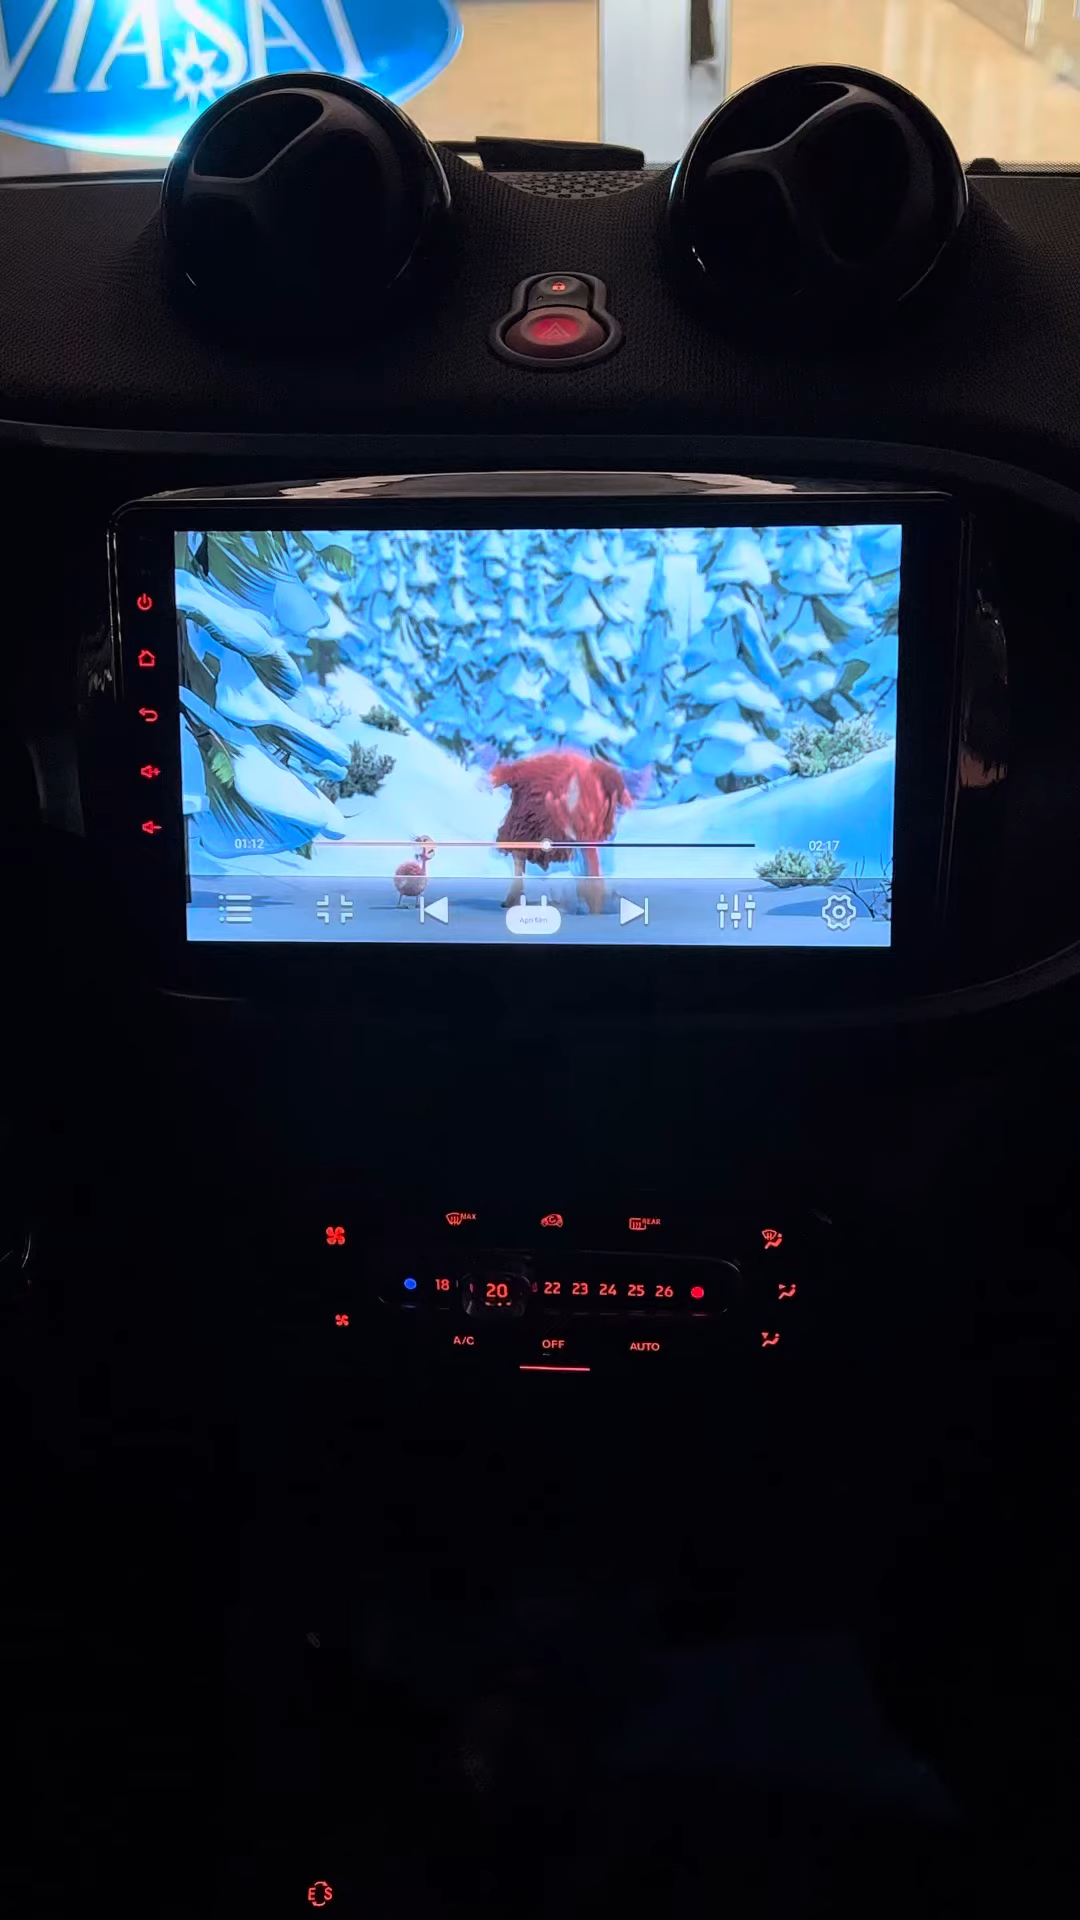 VIASAT
01:12
02:17
Apri film
MAX
REAR
18
20
22 23 24 25 26
A/C
OFF
AUTO
E S